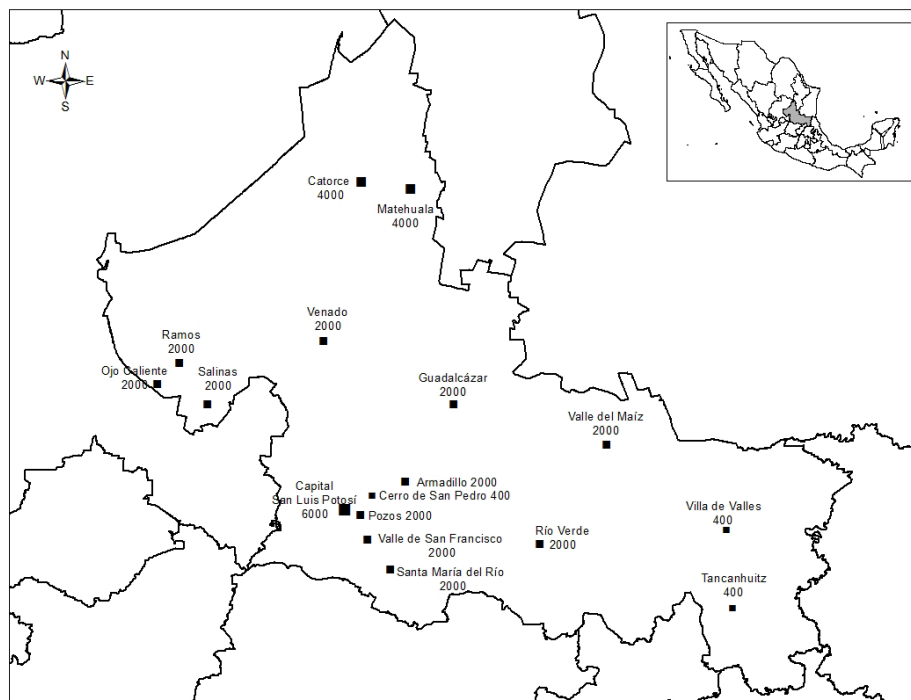 N
W E
S
Catorce
4000
Matehuala
4000
Venado
2000
Ramos
2000
Ojo Caliente
2000
Salinas
2000
Guadalcázar
2000
Valle del Maíz
2000
Armadillo 2000
Cerro de San Pedro 400
Capital
San Luis Potosí
6000
Pozos 2000
Valle de San Francisco
2000
Santa María del Río
2000
Río Verde
2000
Villa de Valles
400
Tancanhuitz
400